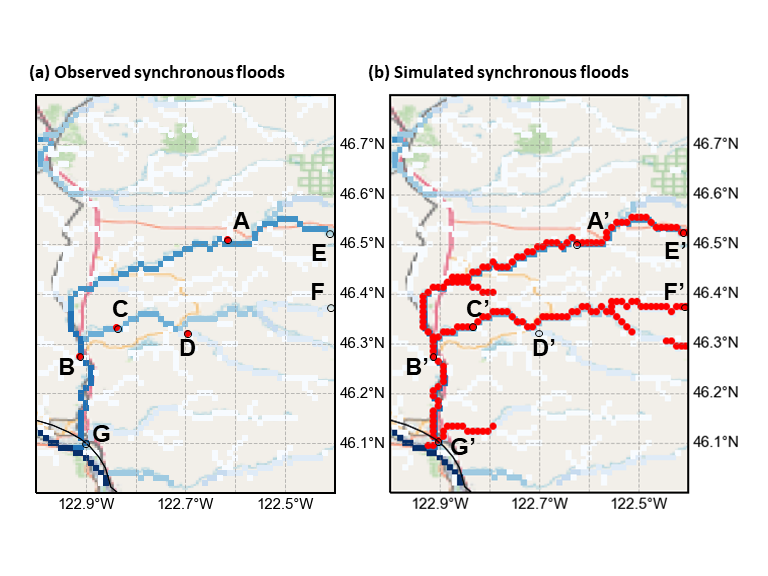 (a) Observed synchronous floods
(b) Simulated synchronous floods
46.7°N
46.7°N
46.6°N
46.6°N
A
A’
46.5°N
46.5°N
E
E’
F
F’
46.4°N
46.4°N
C
C’
46.3°N
46.3°N
D
D’
B
B’
46.2°N
46.2°N
G
G’
46.1°N
46.1°N
122.9°W
122.7°W
122.5°W
122.9°W
122.7°W
122.5°W